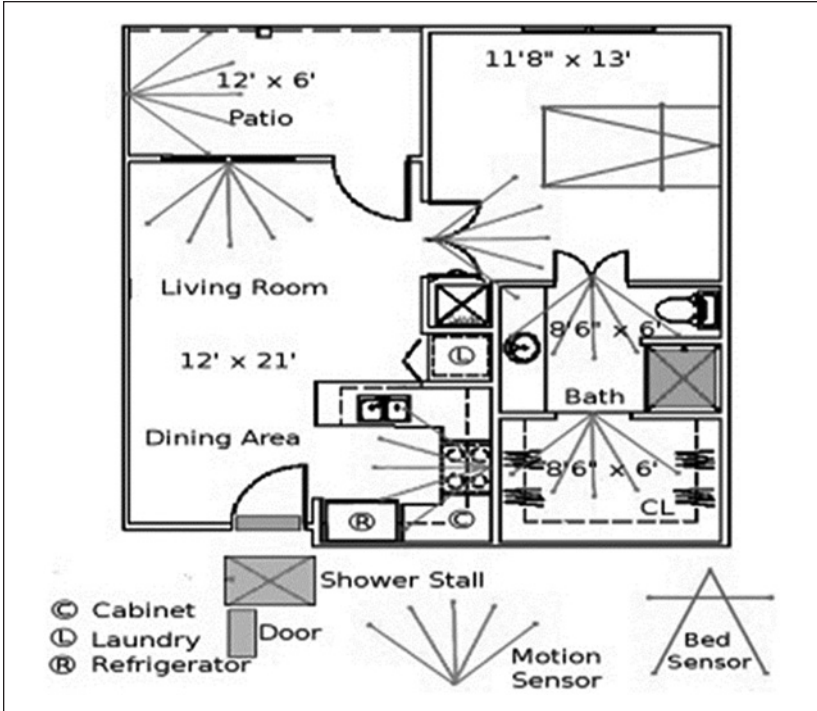 12' x 6'
Patio
11'8" x 13'
Living Room
12' x 21'
L
8'6" x 6'
Bath
Dining Area
8'6" x 6'
CL
R
C
Shower Stall
C Cabinet
L Laundry
R Refrigerator
Door
Motion
Sensor
Bed
Sensor